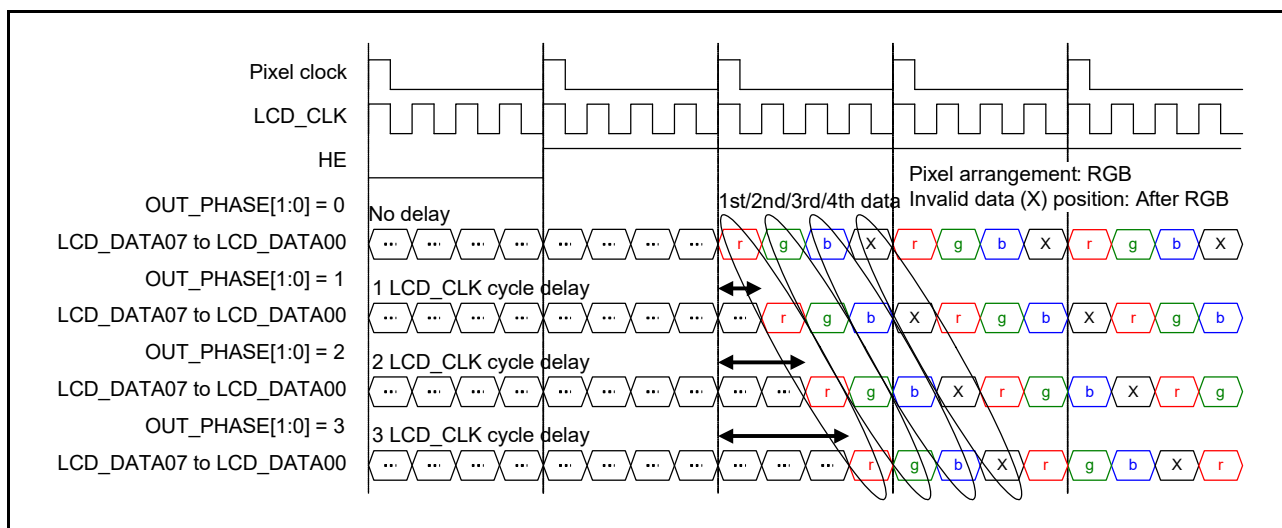 Pixel clock
LCD_CLK
HE
Pixel arrangement: RGB
OUT_PHASE[1:0] = 0
No delay
1st/2nd/3rd/4th data
Invalid data (X) position: After RGB
LCD_DATA07 to LCD_DATA00
... ... ... ... ... ... ... ... r g b X r g b X r g b X
OUT_PHASE[1:0] = 1
1 LCD_CLK cycle delay
LCD_DATA07 to LCD_DATA00
... ... ... ... ... ... ... ... ... r g b X r g b X r g b
OUT_PHASE[1:0] = 2
2 LCD_CLK cycle delay
LCD_DATA07 to LCD_DATA00
... ... ... ... ... ... ... ... ... ... r g b X r g b X r g
OUT_PHASE[1:0] = 3
3 LCD_CLK cycle delay
LCD_DATA07 to LCD_DATA00
... ... ... ... ... ... ... ... ... ... ... r g b X r g b X r